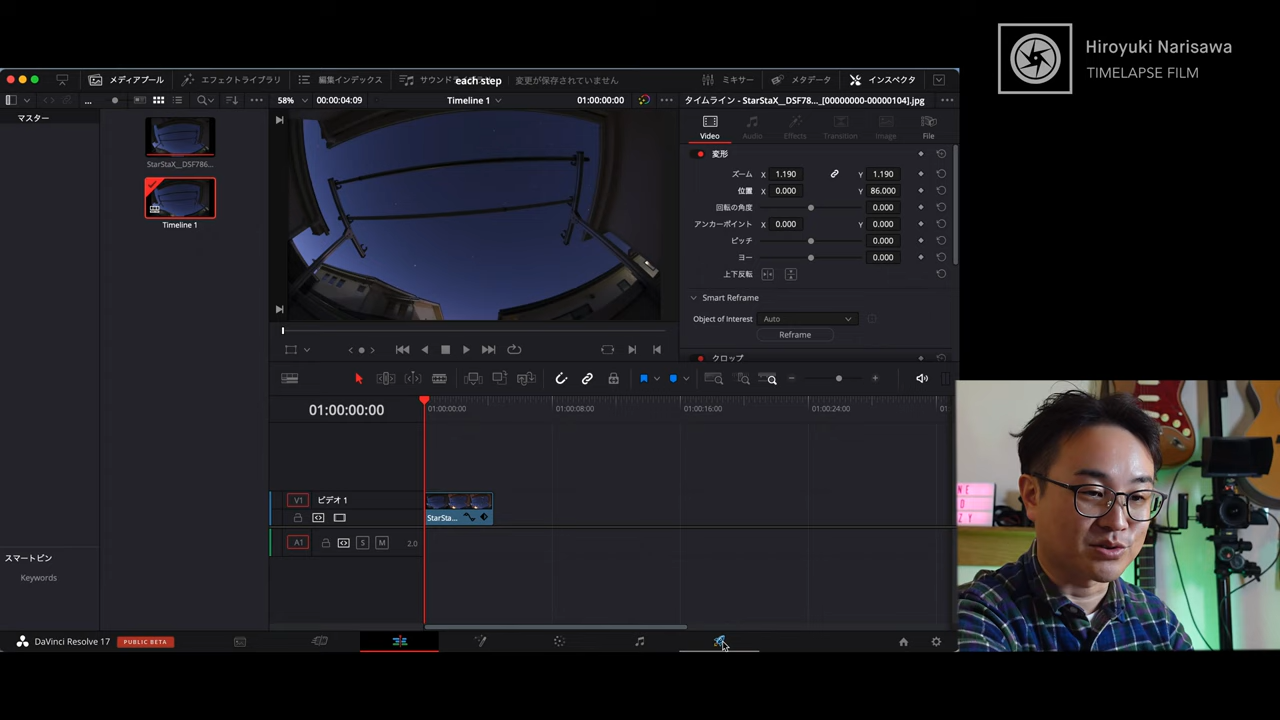 Hiroyuki Narisawa
TIMELAPSE FILM
メディアプール
エフェクトライブラリ
編集インデックス
サウンドライブラリ
each step
変更が保存されていません
ミキサー
メタデータ
インスペクタ
58%
00:00:04:09
Timeline 1
01:00:00:00
タイムライン - StarStaX__DSF78..._[00000000-00000104].jpg
マスター
StarStaX__DSF786...
Timeline 1
Video
Audio
Effects
Transition
Image
File
変形
ズーム X 1.190 Y 1.190
位置 X 0.000 Y 86.000
回転の角度 0.000
アンカーポイント X 0.000 Y 0.000
ピッチ 0.000
ヨー 0.000
上下反転
Smart Reframe
Object of Interest Auto
Reframe
クロップ
01:00:00:00
01:00:00:00
01:00:08:00
01:00:16:00
01:00:24:00
V1 ビデオ 1
StarSta...
A1 S M 2.0
スマートビン
Keywords
DaVinci Resolve 17 PUBLIC BETA